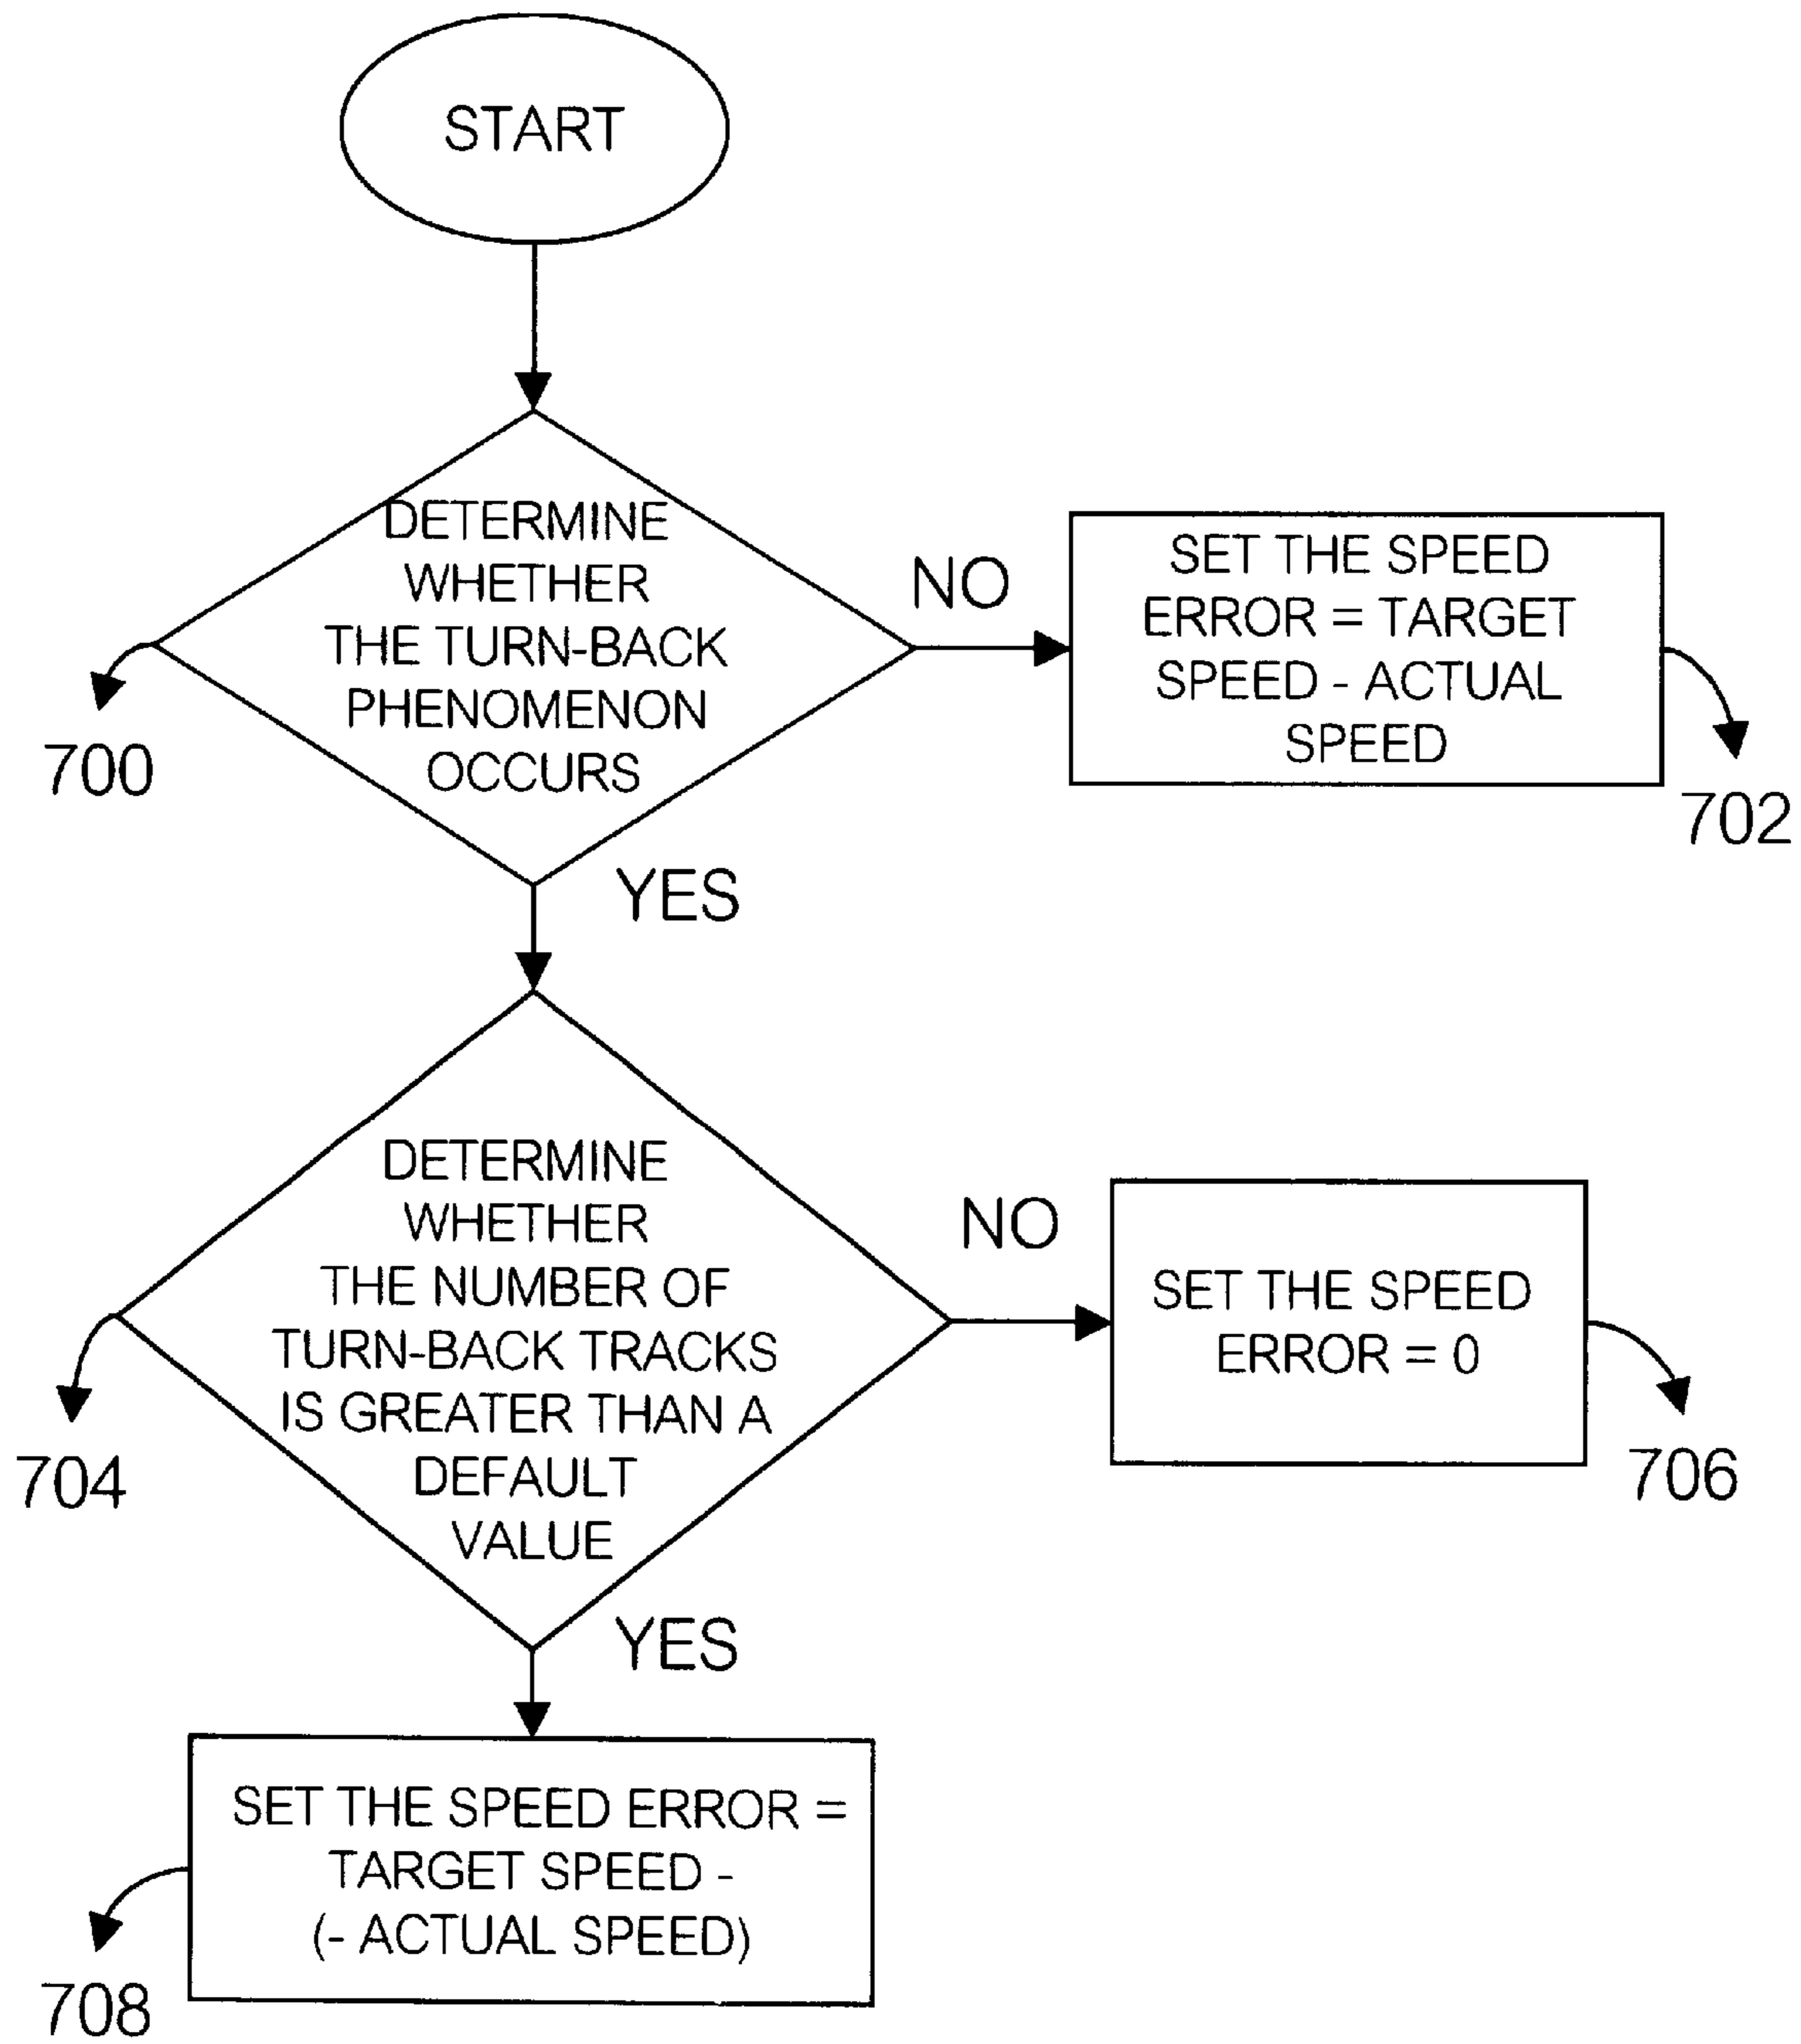 START
DETERMINE
WHETHER
THE TURN-BACK
PHENOMENON
OCCURS
700
NO
SET THE SPEED
ERROR = TARGET
SPEED - ACTUAL
SPEED
702
YES
DETERMINE
WHETHER
THE NUMBER OF
TURN-BACK TRACKS
IS GREATER THAN A
DEFAULT
VALUE
704
NO
SET THE SPEED
ERROR = 0
706
YES
SET THE SPEED ERROR =
TARGET SPEED -
(- ACTUAL SPEED)
708